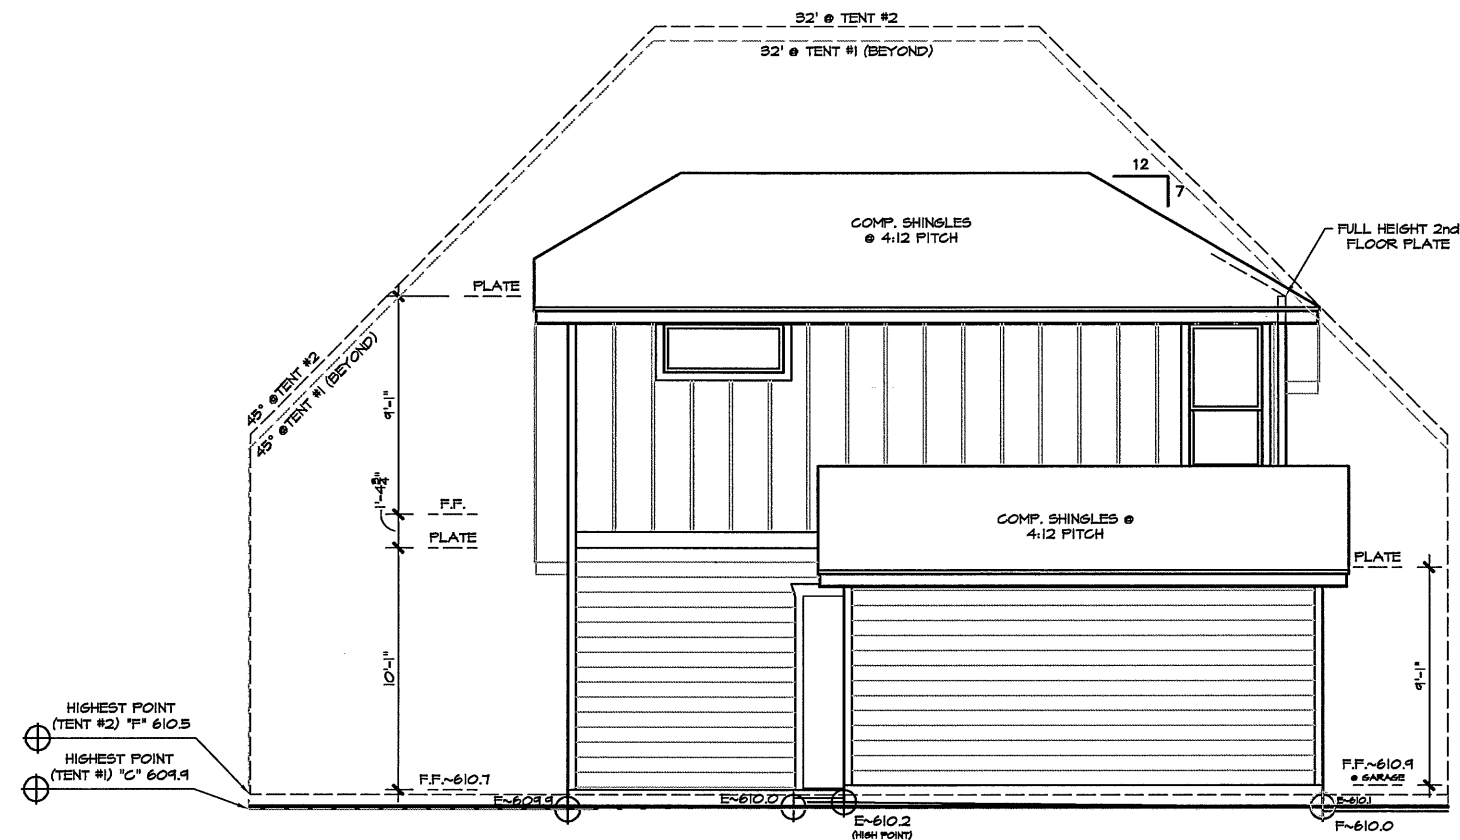 32' @ TENT #2
32' @ TENT #1 (BEYOND)
12
7
COMP. SHINGLES
@ 4:12 PITCH
FULL HEIGHT 2nd
FLOOR PLATE
PLATE
45° @ TENT #2
45° @ TENT #1 (BEYOND)
9'-1"
F.F.
PLATE
COMP. SHINGLES @
4:12 PITCH
PLATE
10'-1"
9'-1"
HIGHEST POINT
(TENT #2) "F" 610.5
HIGHEST POINT
(TENT #1) "C" 609.9
F.F.~610.7
F.F.~610.9
@ GARAGE
E~609.9
E~610.0
E~610.2
(HIGH POINT)
E~610.1
F~610.0